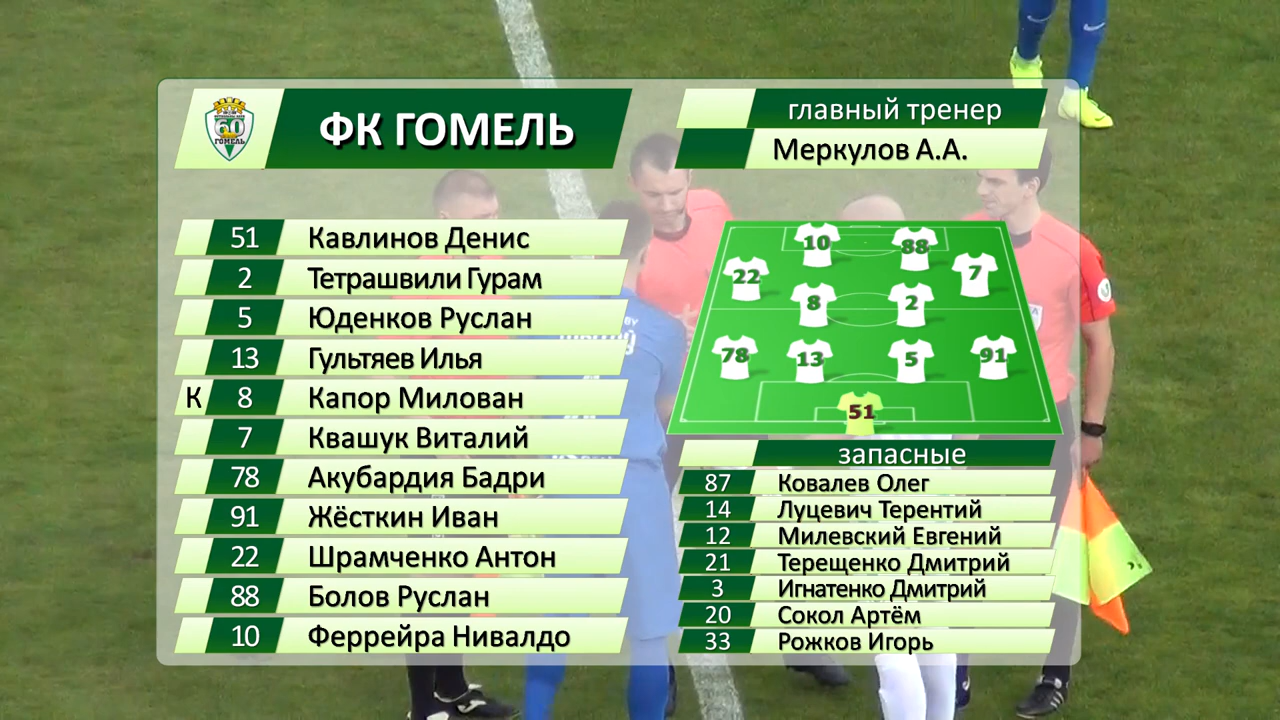 ГОМЕЛЬ
ФК ГОМЕЛЬ
главный тренер
Меркулов А.А.
51 Кавлинов Денис
2 Тетрашвили Гурам
5 Юденков Руслан
13 Гультяев Илья
К 8 Капор Милован
7 Квашук Виталий
78 Акубардия Бадри
91 Жёсткин Иван
22 Шрамченко Антон
88 Болов Руслан
10 Феррейра Нивалдо
10 88
22 7
8 2
78 13 5 91
51
запасные
87 Ковалев Олег
14 Луцевич Терентий
12 Милевский Евгений
21 Терещенко Дмитрий
3 Игнатенко Дмитрий
20 Сокол Артём
33 Рожков Игорь